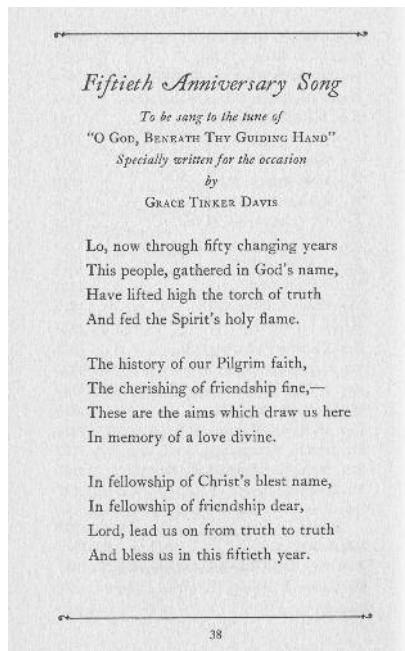 Fiftieth Anniversary Song
To be sang to the tune of
"O God, Beneath Thy Guiding Hand"
Specially written for the occasion
by
Grace Tinker Davis
Lo, now through fifty changing years
This people, gathered in God's name,
Have lifted high the torch of truth
And fed the Spirit's holy flame.
The history of our Pilgrim faith,
The cherishing of friendship fine,—
These are the aims which draw us here
In memory of a love divine.
In fellowship of Christ's blest name,
In fellowship of friendship dear,
Lord, lead us on from truth to truth
And bless us in this fiftieth year.
38